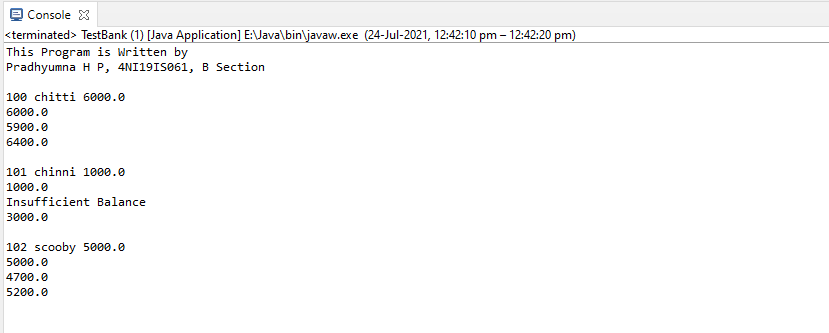 Console
<terminated> TestBank (1) [Java Application] E:\Java\bin\javaw.exe (24-Jul-2021, 12:42:10 pm – 12:42:20 pm)
This Program is Written by
Pradhyumna H P, 4NI19IS061, B Section
100 chitti 6000.0
6000.0
5900.0
6400.0
101 chinni 1000.0
1000.0
Insufficient Balance
3000.0
102 scooby 5000.0
5000.0
4700.0
5200.0